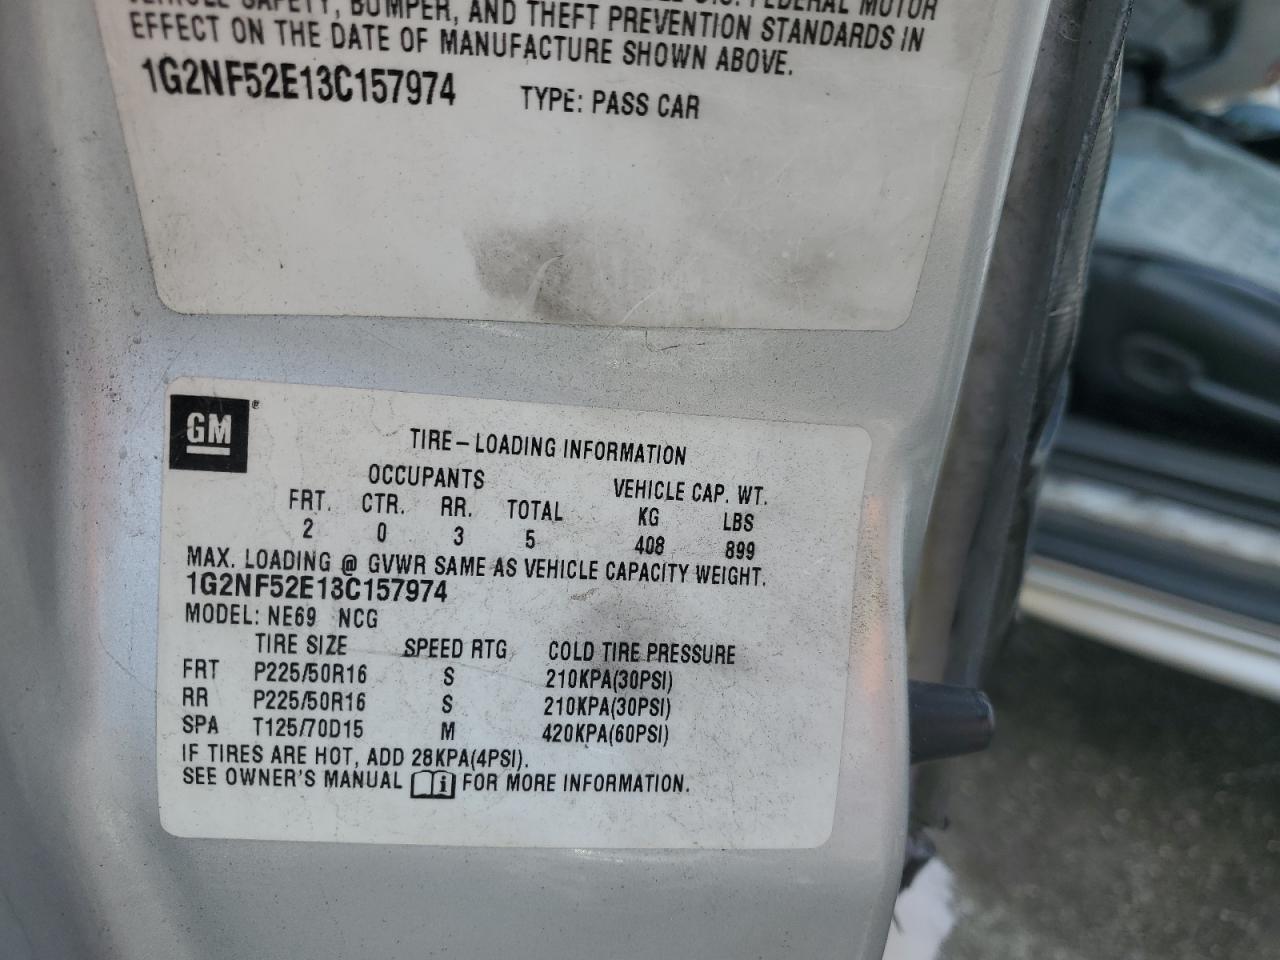 U.S. FEDERAL MOTOR
VEHICLE SAFETY, BUMPER, AND THEFT PREVENTION STANDARDS IN
EFFECT ON THE DATE OF MANUFACTURE SHOWN ABOVE.
1G2NF52E13C157974 TYPE: PASS CAR
GM®
TIRE-LOADING INFORMATION
OCCUPANTS VEHICLE CAP. WT.
FRT. CTR. RR. TOTAL KG LBS
2 0 3 5 408 899
MAX. LOADING @ GVWR SAME AS VEHICLE CAPACITY WEIGHT.
1G2NF52E13C157974
MODEL: NE69 NCG
TIRE SIZE SPEED RTG COLD TIRE PRESSURE
FRT P225/50R16 S 210KPA(30PSI)
RR P225/50R16 S 210KPA(30PSI)
SPA T125/70D15 M 420KPA(60PSI)
IF TIRES ARE HOT, ADD 28KPA(4PSI).
SEE OWNER'S MANUAL i FOR MORE INFORMATION.